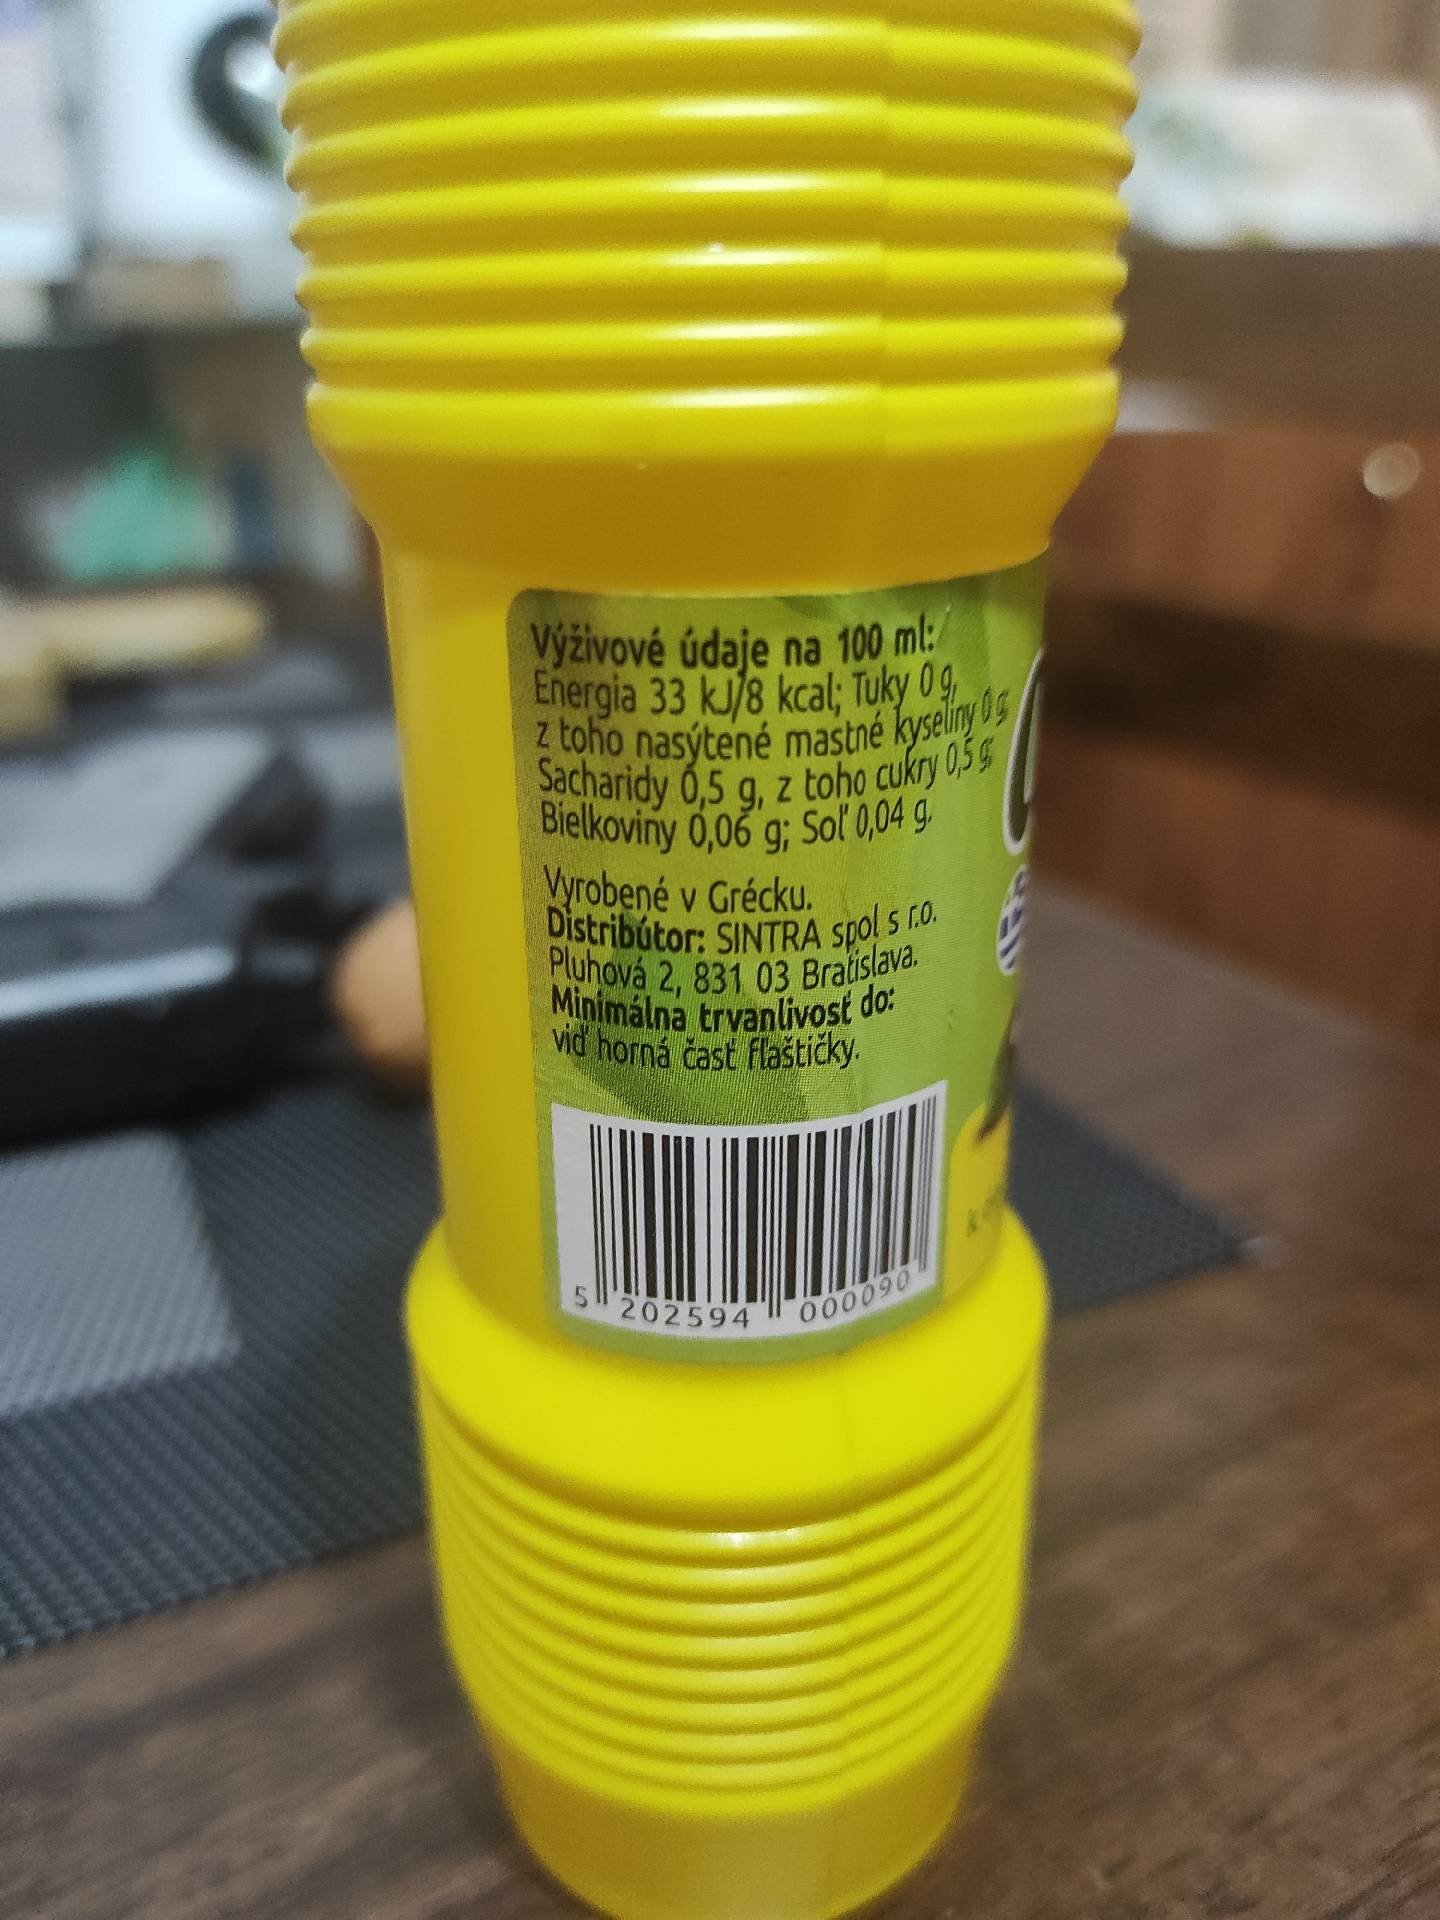 Výživové údaje na 100 ml:
Energia 33 kJ/8 kcal; Tuky 0 g,
z toho nasýtené mastné kyseliny 0 g;
Sacharidy 0,5 g, z toho cukry 0,5 g;
Bielkoviny 0,06 g; Soľ 0,04 g.
Vyrobené v Grécku.
Distribútor: SINTRA spol s r.o.
Pluhová 2, 831 03 Bratislava.
Minimálna trvanlivosť do:
viď horná časť fľaštičky.
5 202594 000090